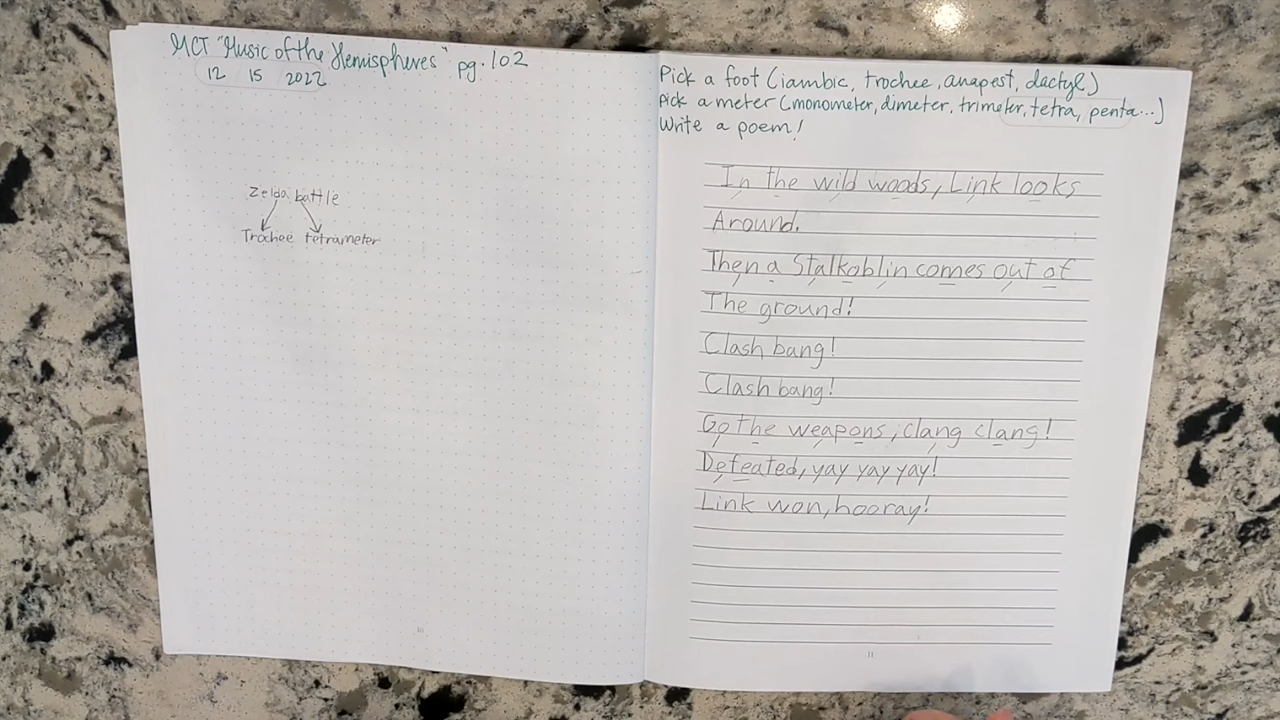 MCT "Music of the Hemispheres" pg. 102
12 15 2022
Zelda battle
Trochee tetrameter
10
Pick a foot (iambic, trochee, anapest, dactyl)
Pick a meter (monometer, dimeter, trimeter, tetra, penta...)
Write a poem!
In the wild woods, Link looks
Around.
Then a Stalkoblin comes out of
The ground!
Clash bang!
Clash bang!
Go the weapons, clang clang!
Defeated, yay yay yay!
Link won, hooray!
11